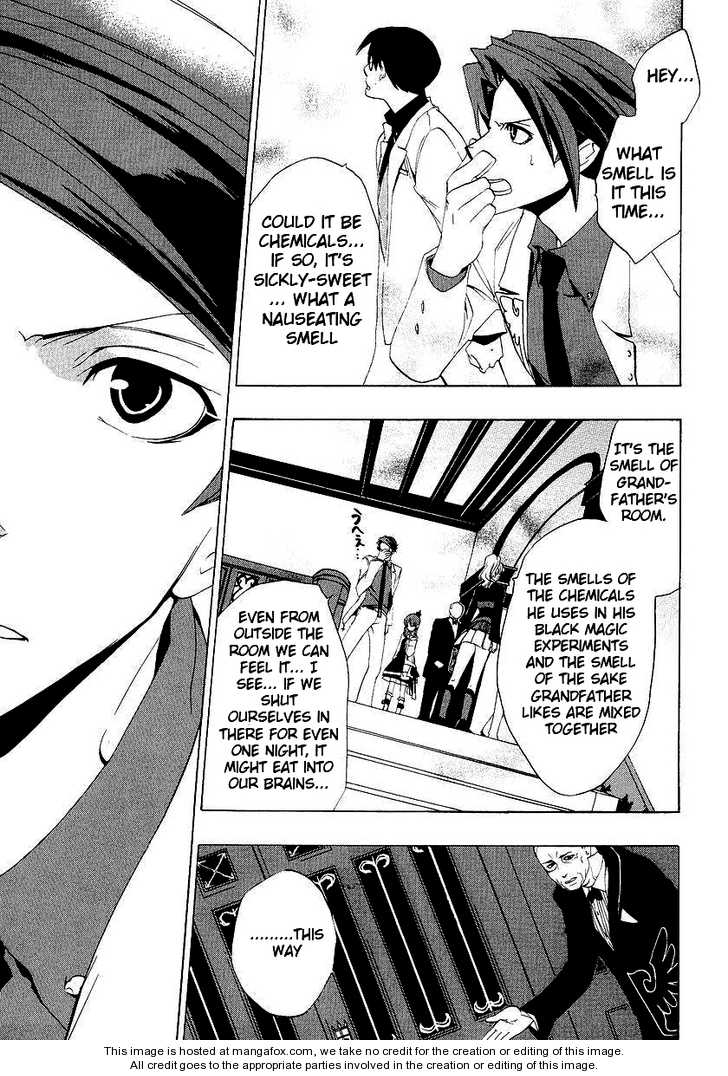 HEY...
WHAT
SMELL IS
IT THIS
TIME...
COULD IT BE
CHEMICALS...
IF SO, IT'S
SICKLY-SWEET
... WHAT A
NAUSEATING
SMELL
IT'S THE
SMELL OF
GRAND-
FATHER'S
ROOM.
THE SMELLS OF
THE CHEMICALS
HE USES IN HIS
BLACK MAGIC
EXPERIMENTS
AND THE SMELL
OF THE SAKE
GRANDFATHER
LIKES ARE MIXED
TOGETHER
うへぇ…
EVEN FROM
OUTSIDE THE
ROOM WE CAN
FEEL IT... I
SEE... IF WE
SHUT
OURSELVES IN
THERE FOR EVEN
ONE NIGHT, IT
MIGHT EAT INTO
OUR BRAINS...
.........THIS
WAY
This image is hosted at mangafox.com, we take no credit for the creation or editing of this image.
All credit goes to the appropriate parties involved in the creation or editing of this image.